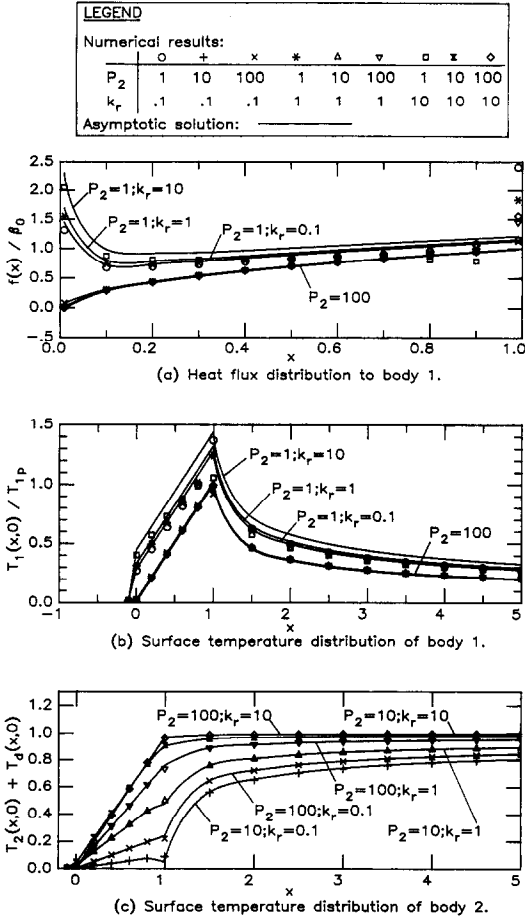 LEGEND
Numerical results:
○ + × * △ ▽ □ ⧗ ◇
P₂ 1 10 100 1 10 100 1 10 100
kᵣ .1 .1 .1 1 1 1 10 10 10
Asymptotic solution:
2.5
2.0
1.5
1.0
0.5
0.0
-.5
f(x) / β₀
P₂=1;kᵣ=10
P₂=1;kᵣ=1
P₂=1;kᵣ=0.1
P₂=100
0.0 0.2 0.4 0.6 0.8 1.0
x
(a) Heat flux distribution to body 1.
1.5
1.0
0.5
0.0
T₁(x,0) / T₁ₚ
P₂=1;kᵣ=10
P₂=1;kᵣ=1
P₂=1;kᵣ=0.1
P₂=100
-1 0 1 2 3 4 5
x
(b) Surface temperature distribution of body 1.
1.2
1.0
0.8
0.6
0.4
0.2
0.0
T₂(x,0) + T_d(x,0)
P₂=100;kᵣ=10
P₂=10;kᵣ=10
P₂=100;kᵣ=1
P₂=100;kᵣ=0.1
P₂=10;kᵣ=0.1
P₂=10;kᵣ=1
0 1 2 3 4 5
x
(c) Surface temperature distribution of body 2.